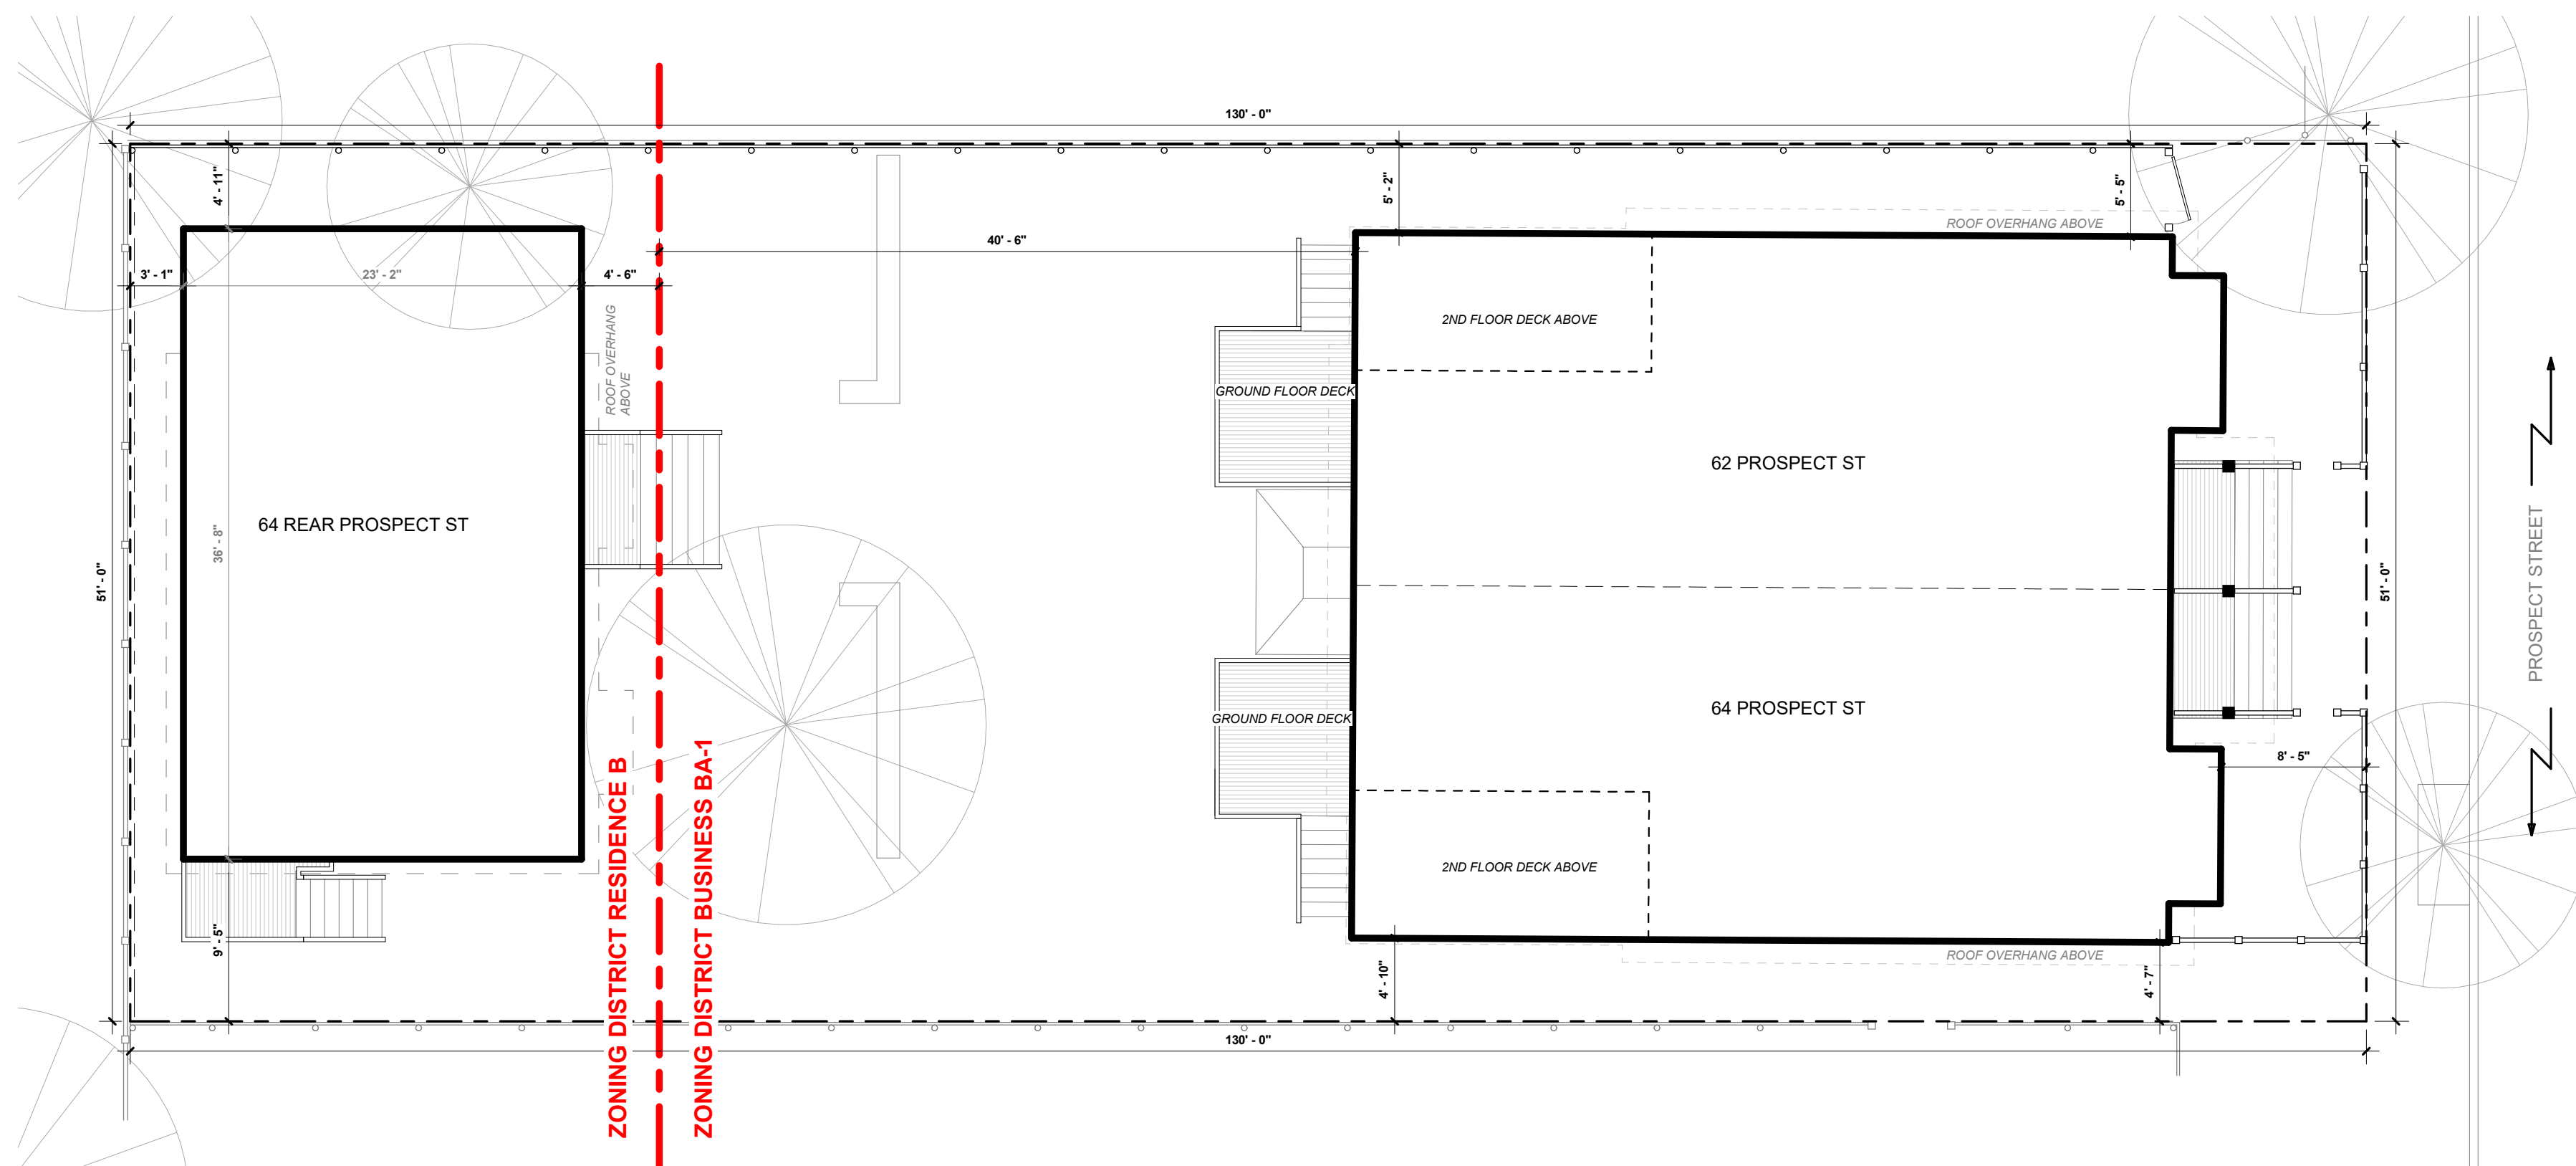 130' - 0"
4' - 11"
5' - 2"
5' - 5"
ROOF OVERHANG ABOVE
40' - 6"
3' - 1"
23' - 2"
4' - 6"
ROOF OVERHANG
ABOVE
2ND FLOOR DECK ABOVE
GROUND FLOOR DECK
62 PROSPECT ST
64 REAR PROSPECT ST
36' - 8"
51' - 0"
51' - 0"
PROSPECT STREET
64 PROSPECT ST
GROUND FLOOR DECK
8' - 5"
2ND FLOOR DECK ABOVE
ZONING DISTRICT RESIDENCE B
ZONING DISTRICT BUSINESS BA-1
9' - 5"
ROOF OVERHANG ABOVE
4' - 10"
4' - 7"
130' - 0"